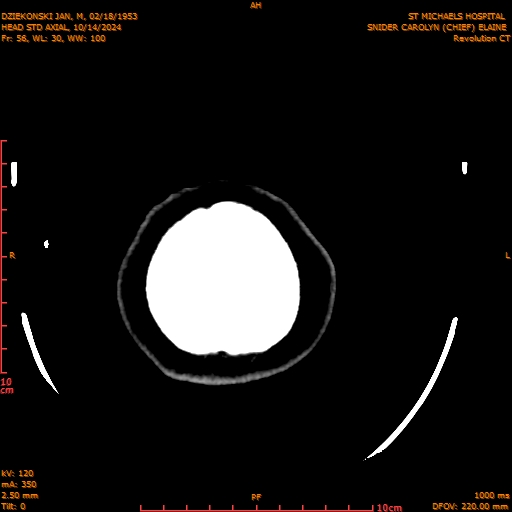 AH
DZIEKONSKI JAN, M, 02/18/1953
HEAD STD AXIAL, 10/14/2024
Fr: 56, WL: 30, WW: 100
ST MICHAELS HOSPITAL
SNIDER CAROLYN (CHIEF) ELAINE
Revolution CT
R
L
10
cm
kV: 120
mA: 350
2.50 mm
Tilt: 0
PF
10cm
1000 ms
DFOV: 220.00 mm